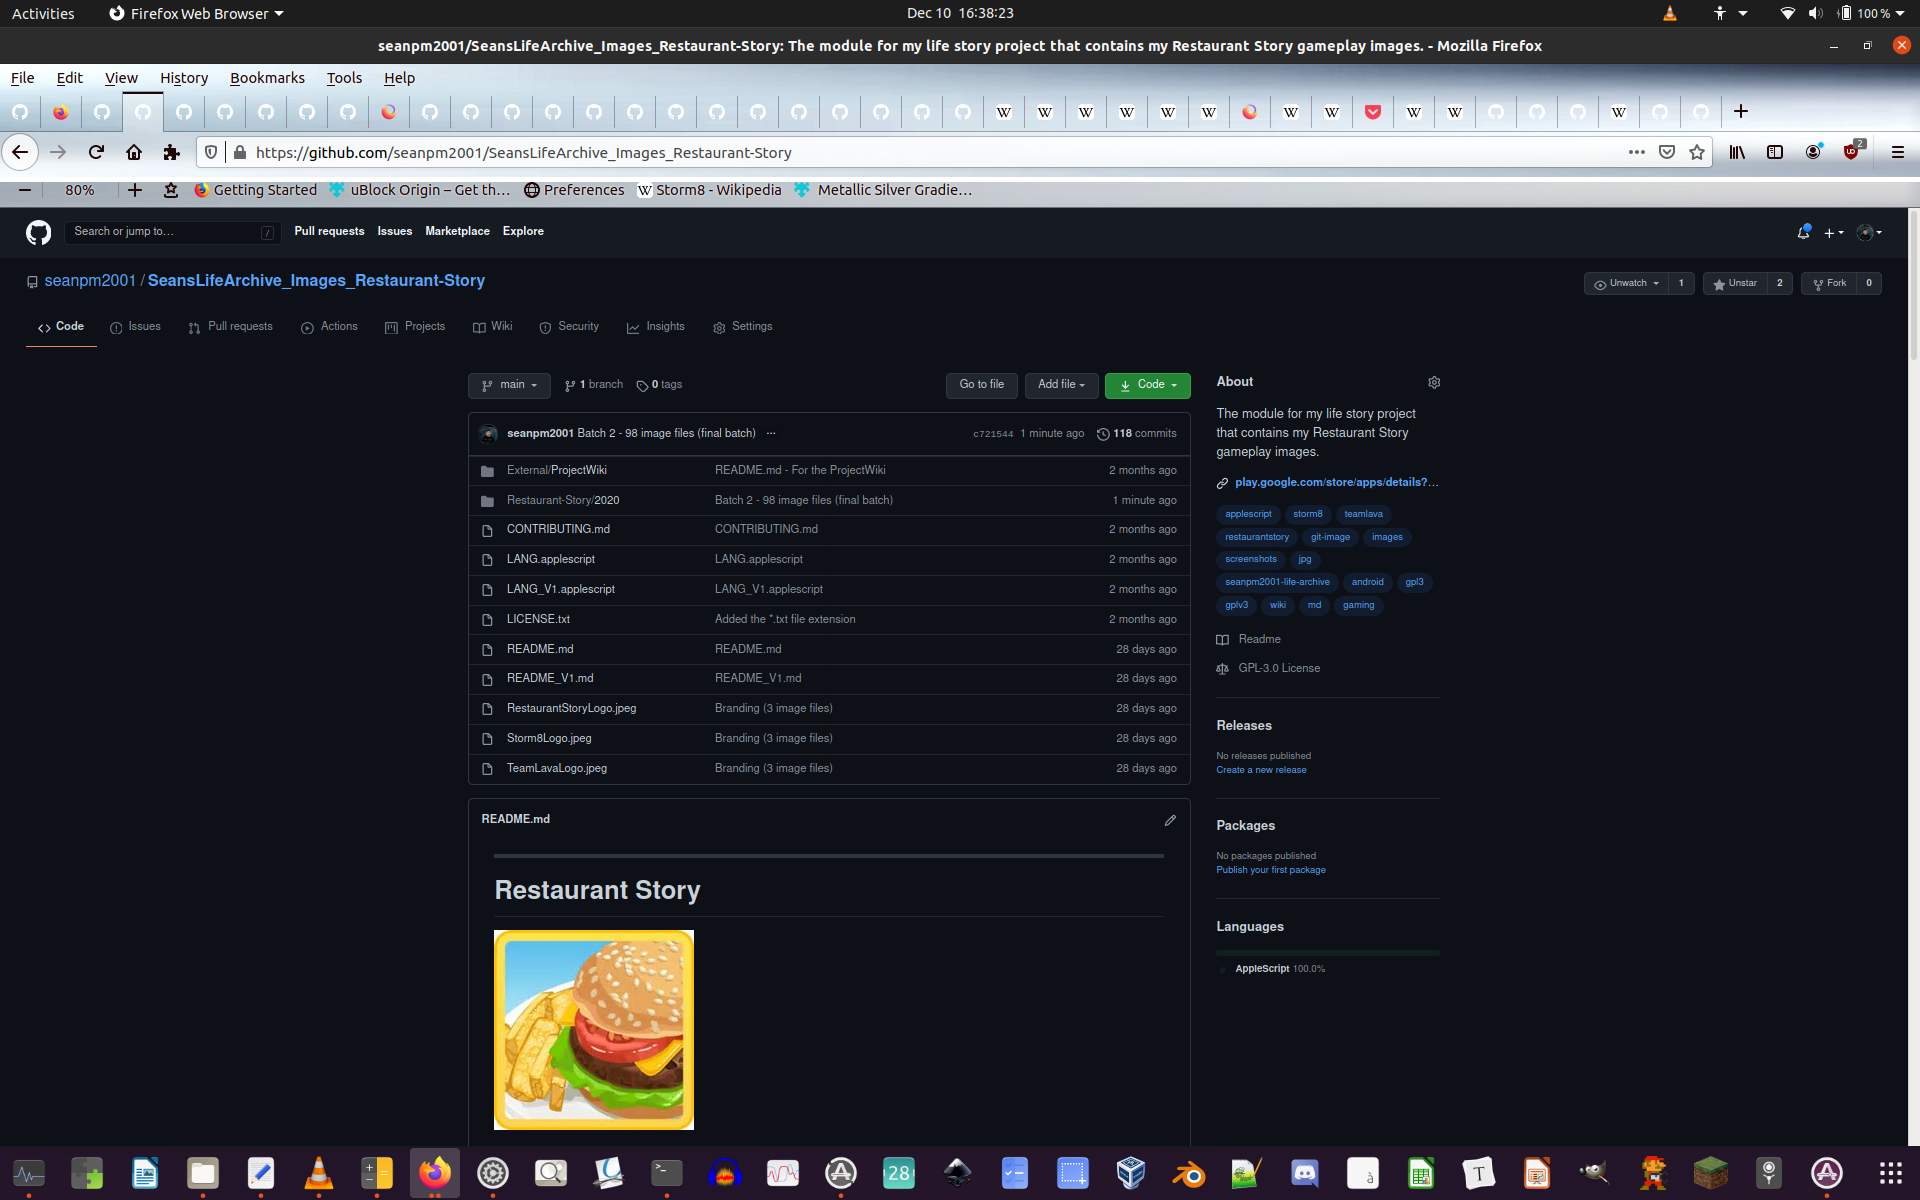 Activities Firefox Web Browser Dec 10 16:38:23 100 %
seanpm2001/SeansLifeArchive_Images_Restaurant-Story: The module for my life story project that contains my Restaurant Story gameplay images. - Mozilla Firefox
File Edit View History Bookmarks Tools Help
https://github.com/seanpm2001/SeansLifeArchive_Images_Restaurant-Story 2
80% Getting Started uBlock Origin – Get th… Preferences Storm8 - Wikipedia Metallic Silver Gradie…
Search or jump to… / Pull requests Issues Marketplace Explore
seanpm2001 / SeansLifeArchive_Images_Restaurant-Story Unwatch 1 Unstar 2 Fork 0
Code Issues Pull requests Actions Projects Wiki Security Insights Settings
main 1 branch 0 tags Go to file Add file Code
seanpm2001 Batch 2 - 98 image files (final batch) ... c721544 1 minute ago 118 commits
External/ProjectWiki README.md - For the ProjectWiki 2 months ago
Restaurant-Story/2020 Batch 2 - 98 image files (final batch) 1 minute ago
CONTRIBUTING.md CONTRIBUTING.md 2 months ago
LANG.applescript LANG.applescript 2 months ago
LANG_V1.applescript LANG_V1.applescript 2 months ago
LICENSE.txt Added the *.txt file extension 2 months ago
README.md README.md 28 days ago
README_V1.md README_V1.md 28 days ago
RestaurantStoryLogo.jpeg Branding (3 image files) 28 days ago
Storm8Logo.jpeg Branding (3 image files) 28 days ago
TeamLavaLogo.jpeg Branding (3 image files) 28 days ago
README.md
Restaurant Story
About
The module for my life story project
that contains my Restaurant Story
gameplay images.
play.google.com/store/apps/details?…
applescript storm8 teamlava
restaurantstory git-image images
screenshots jpg
seanpm2001-life-archive android gpl3
gplv3 wiki md gaming
Readme
GPL-3.0 License
Releases
No releases published
Create a new release
Packages
No packages published
Publish your first package
Languages
AppleScript 100.0%
28